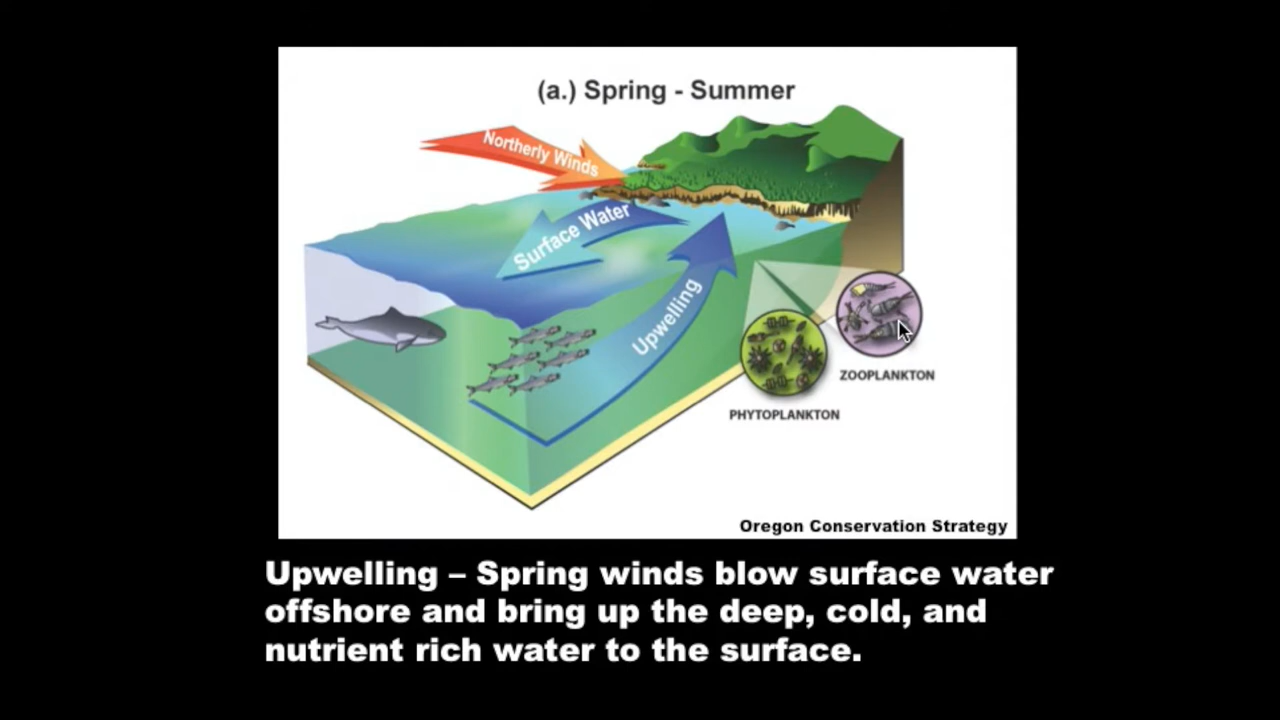 (a.) Spring - Summer
Northerly Winds
Surface Water
Upwelling
ZOOPLANKTON
PHYTOPLANKTON
Oregon Conservation Strategy
Upwelling – Spring winds blow surface water
offshore and bring up the deep, cold, and
nutrient rich water to the surface.